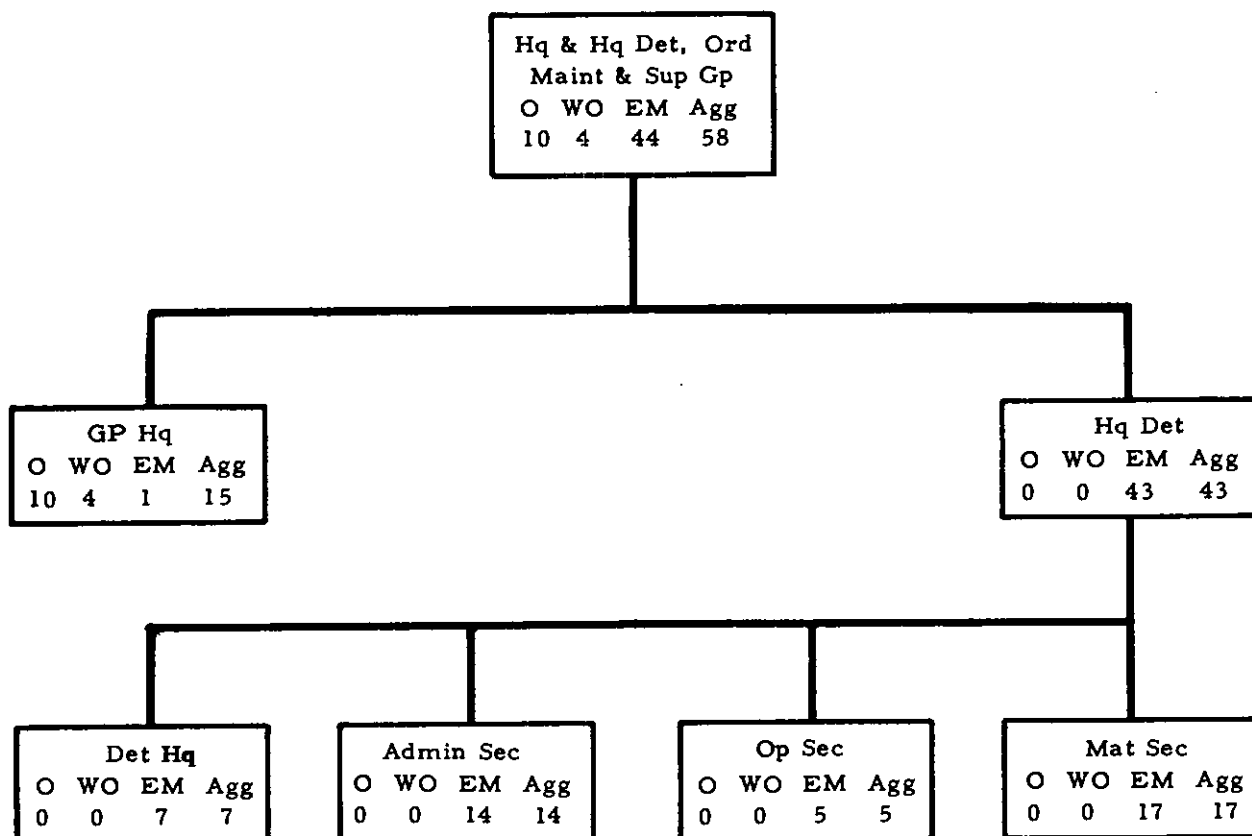 Hq & Hq Det, Ord
Maint & Sup Gp
O WO EM Agg
10 4 44 58
GP Hq
O WO EM Agg
10 4 1 15
Hq Det
O WO EM Agg
0 0 43 43
Det Hq
O WO EM Agg
0 0 7 7
Admin Sec
O WO EM Agg
0 0 14 14
Op Sec
O WO EM Agg
0 0 5 5
Mat Sec
O WO EM Agg
0 0 17 17